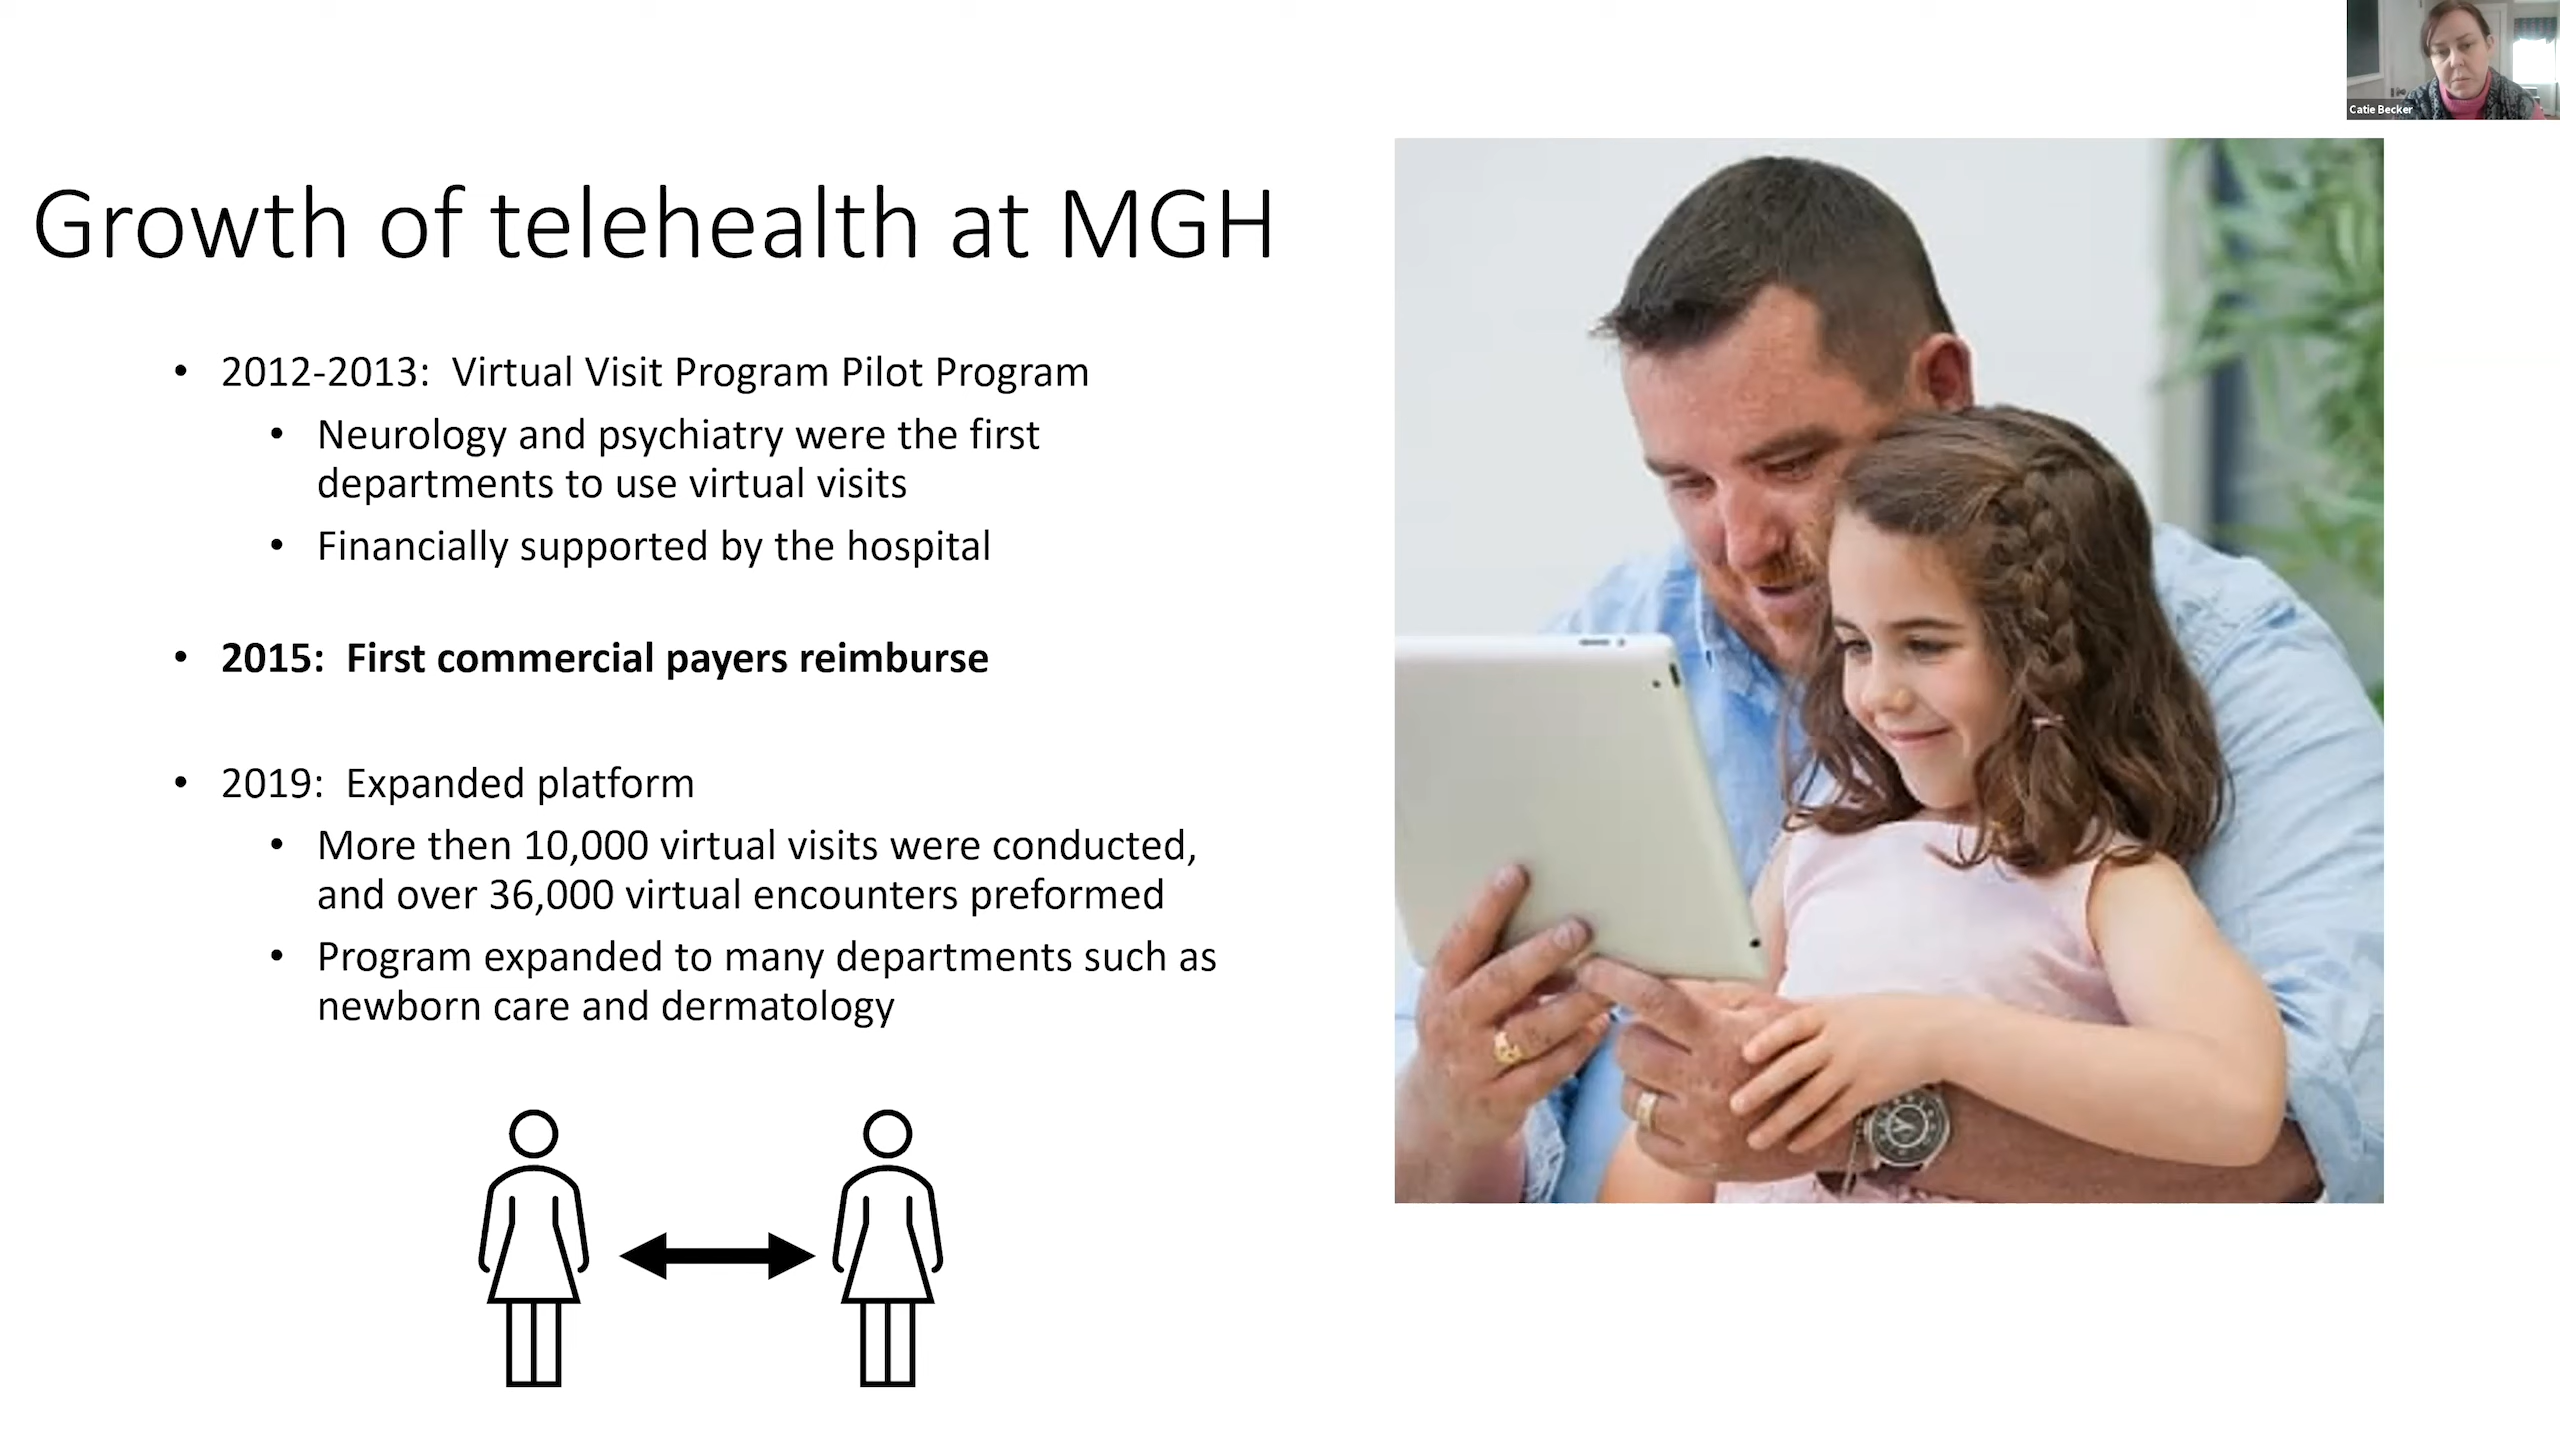 Catie Becker
Growth of telehealth at MGH
• 2012-2013: Virtual Visit Program Pilot Program
• Neurology and psychiatry were the first
departments to use virtual visits
• Financially supported by the hospital
• 2015: First commercial payers reimburse
• 2019: Expanded platform
• More then 10,000 virtual visits were conducted,
and over 36,000 virtual encounters preformed
• Program expanded to many departments such as
newborn care and dermatology